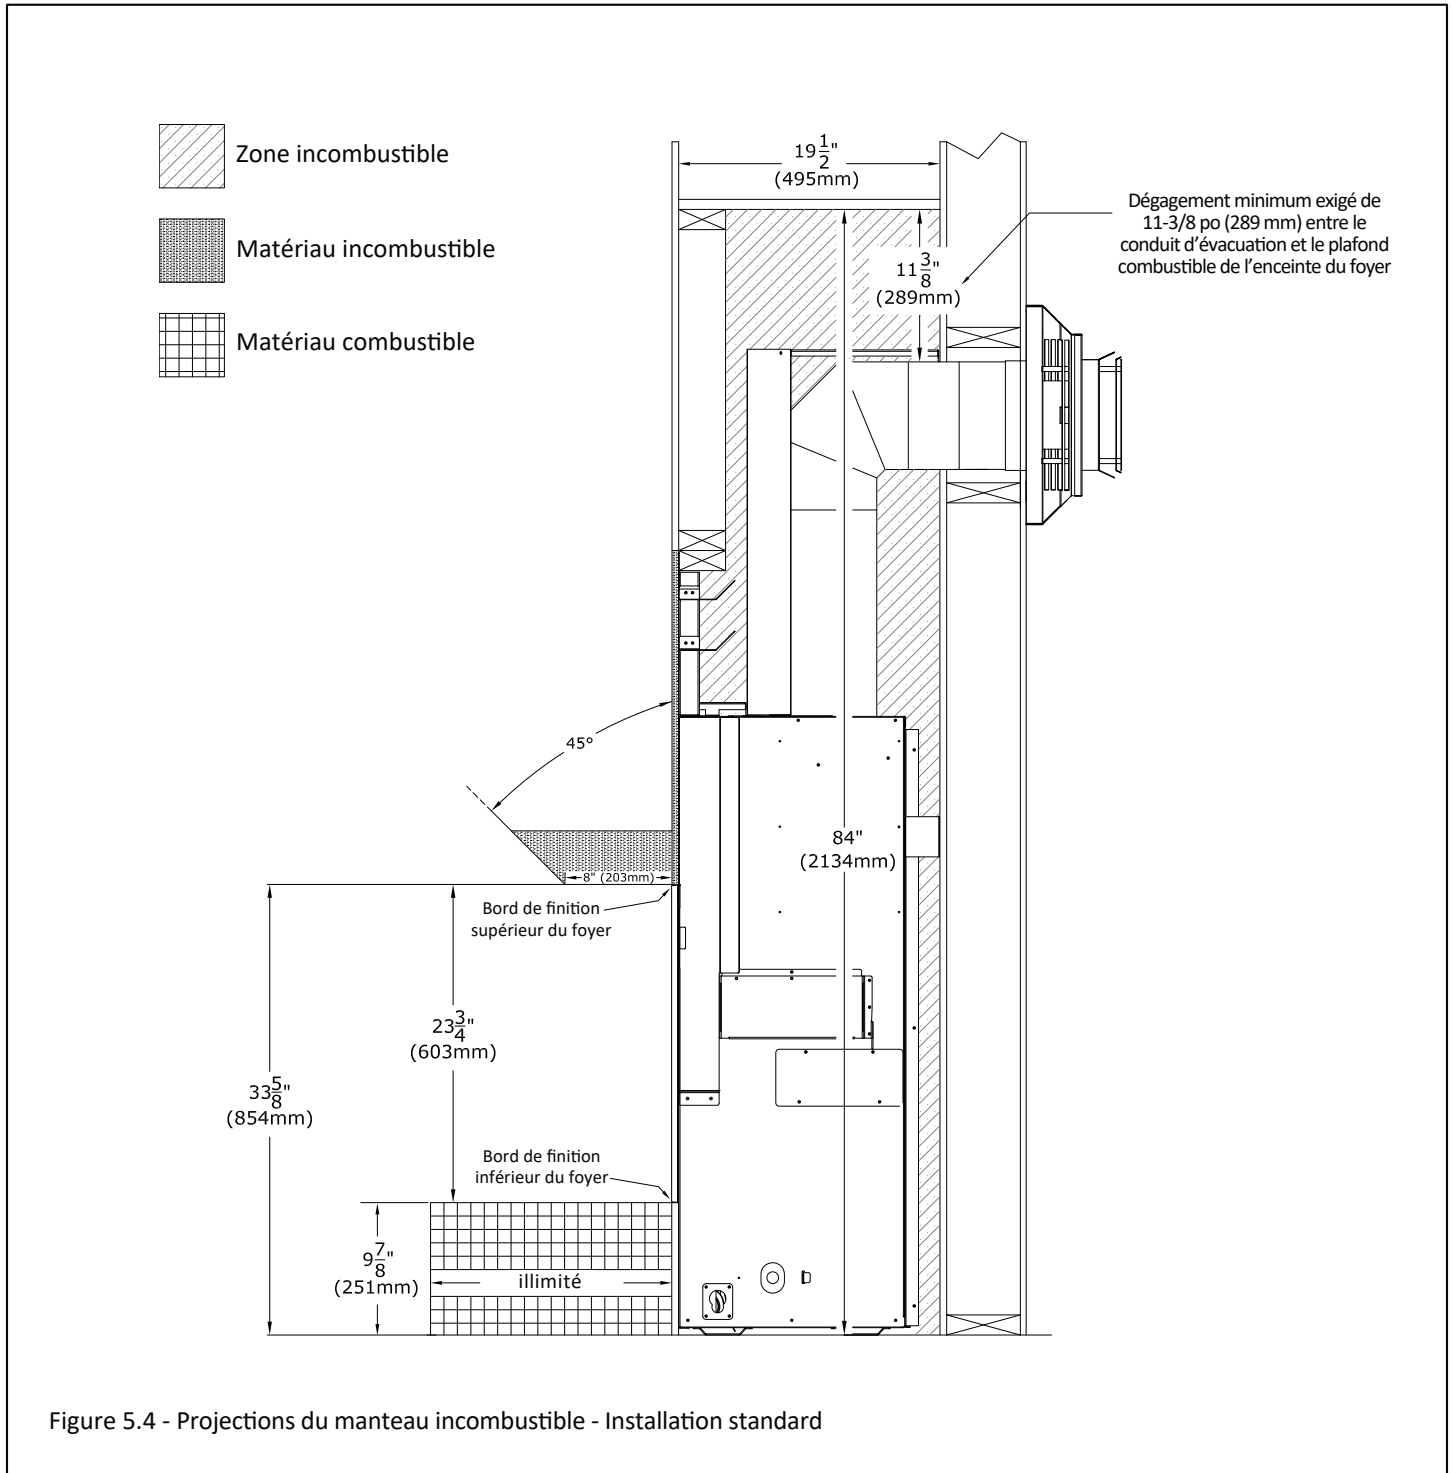 19 1/2"
(495mm)
Zone incombustible
Dégagement minimum exigé de
11-3/8 po (289 mm) entre le
conduit d'évacuation et le plafond
combustible de l'enceinte du foyer
Matériau incombustible
11 3/8"
(289mm)
Matériau combustible
45°
84"
(2134mm)
8" (203mm)
Bord de finition
supérieur du foyer
23 3/4"
(603mm)
33 5/8"
(854mm)
Bord de finition
inférieur du foyer
9 7/8"
(251mm)
illimité
Figure 5.4 - Projections du manteau incombustible - Installation standard